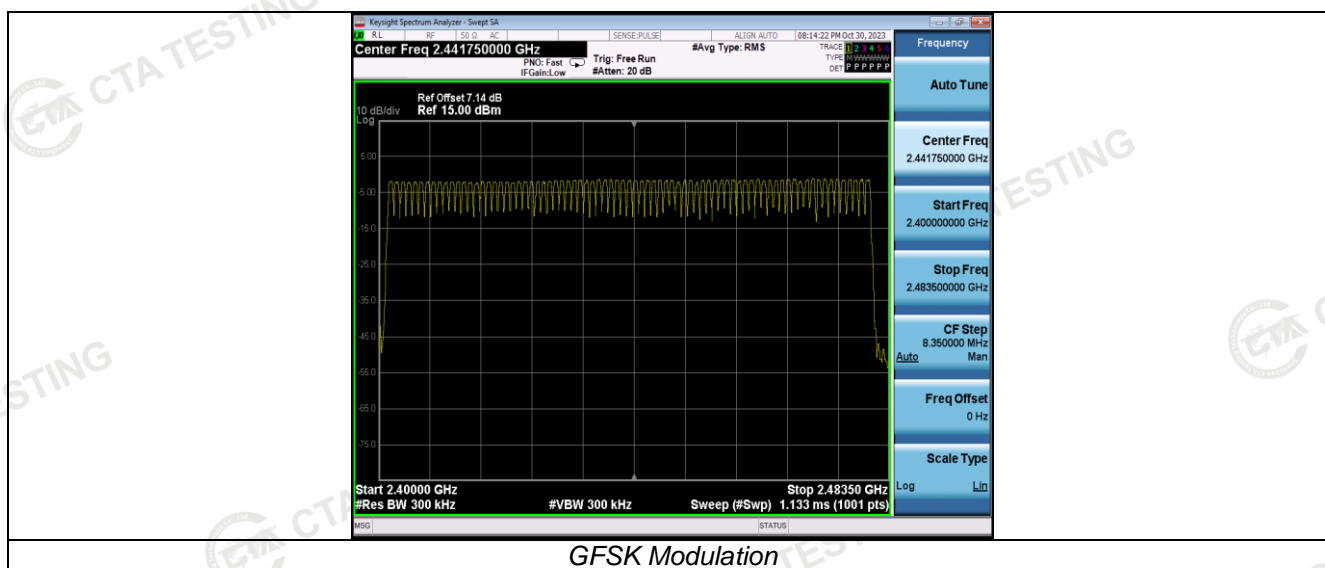 Keysight Spectrum Analyzer - Swept SA
RL RF 50 Ω AC SENSE:PULSE ALIGN AUTO 08:14:22 PM Oct 30, 2023
Center Freq 2.441750000 GHz
#Avg Type: RMS
TRACE 1 2 3 4 5 6
PNO: Fast
Trig: Free Run
TYPE M WWWWW
IFGain:Low
#Atten: 20 dB
DET P P P P P P
Ref Offset 7.14 dB
10 dB/div Ref 15.00 dBm
Log
5.00
-5.00
-15.0
-25.0
-35.0
-45.0
-55.0
-65.0
-75.0
Start 2.40000 GHz
Stop 2.48350 GHz
#Res BW 300 kHz
#VBW 300 kHz
Sweep (#Swp) 1.133 ms (1001 pts)
MSG
STATUS
Frequency
Auto Tune
Center Freq
2.441750000 GHz
Start Freq
2.400000000 GHz
Stop Freq
2.483500000 GHz
CF Step
8.350000 MHz
Auto Man
Freq Offset
0 Hz
Scale Type
Log Lin
GFSK Modulation
CTA TESTING
CTA
TESTING
CTA
STING
CTA
CTA
TES